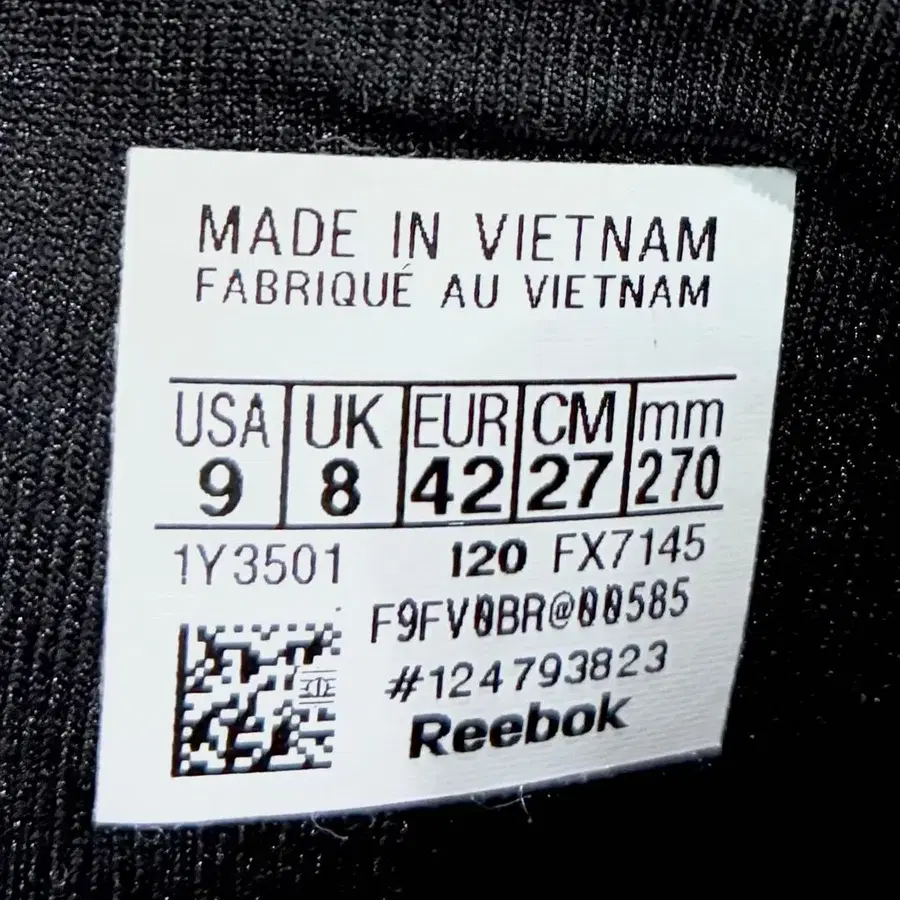 MADE IN VIETNAM
FABRIQUÉ AU VIETNAM
USA UK EUR CM mm
9 8 42 27 270
1Y3501 120 FX7145
F9FV0BR@00585
#124793823
Reebok